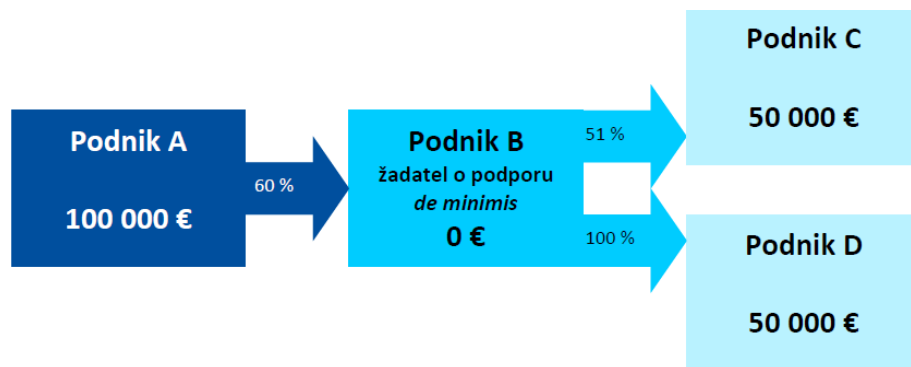 Podnik A
100 000 €
60 %
Podnik B
žadatel o podporu
de minimis
0 €
51 %
100 %
Podnik C
50 000 €
Podnik D
50 000 €